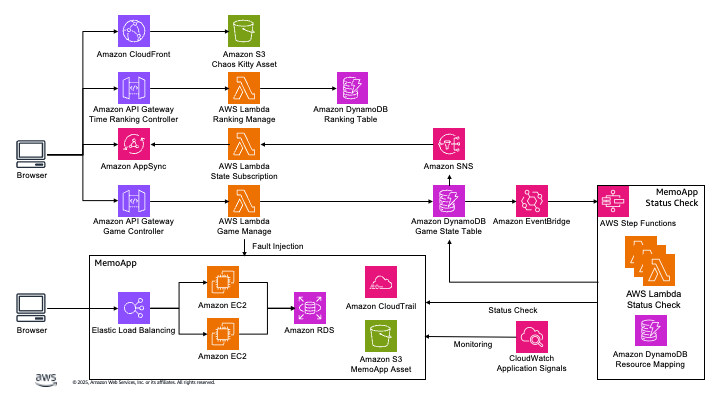 Amazon CloudFront
Amazon S3
Chaos Kitty Asset
Amazon API Gateway
Time Ranking Controller
AWS Lambda
Ranking Manage
Amazon DynamoDB
Ranking Table
Browser
Amazon AppSync
AWS Lambda
State Subscription
Amazon SNS
Amazon API Gateway
Game Controller
AWS Lambda
Game Manage
Amazon DynamoDB
Game State Table
Amazon EventBridge
MemoApp
Status Check
AWS Step Functions
Fault Injection
MemoApp
Browser
Elastic Load Balancing
Amazon EC2
Amazon EC2
Amazon RDS
Amazon CloudTrail
Amazon S3
MemoApp Asset
Status Check
Monitoring
CloudWatch
Application Signals
AWS Lambda
Status Check
Amazon DynamoDB
Resource Mapping
aws
© 2025, Amazon Web Services, Inc. or its affiliates. All rights reserved.